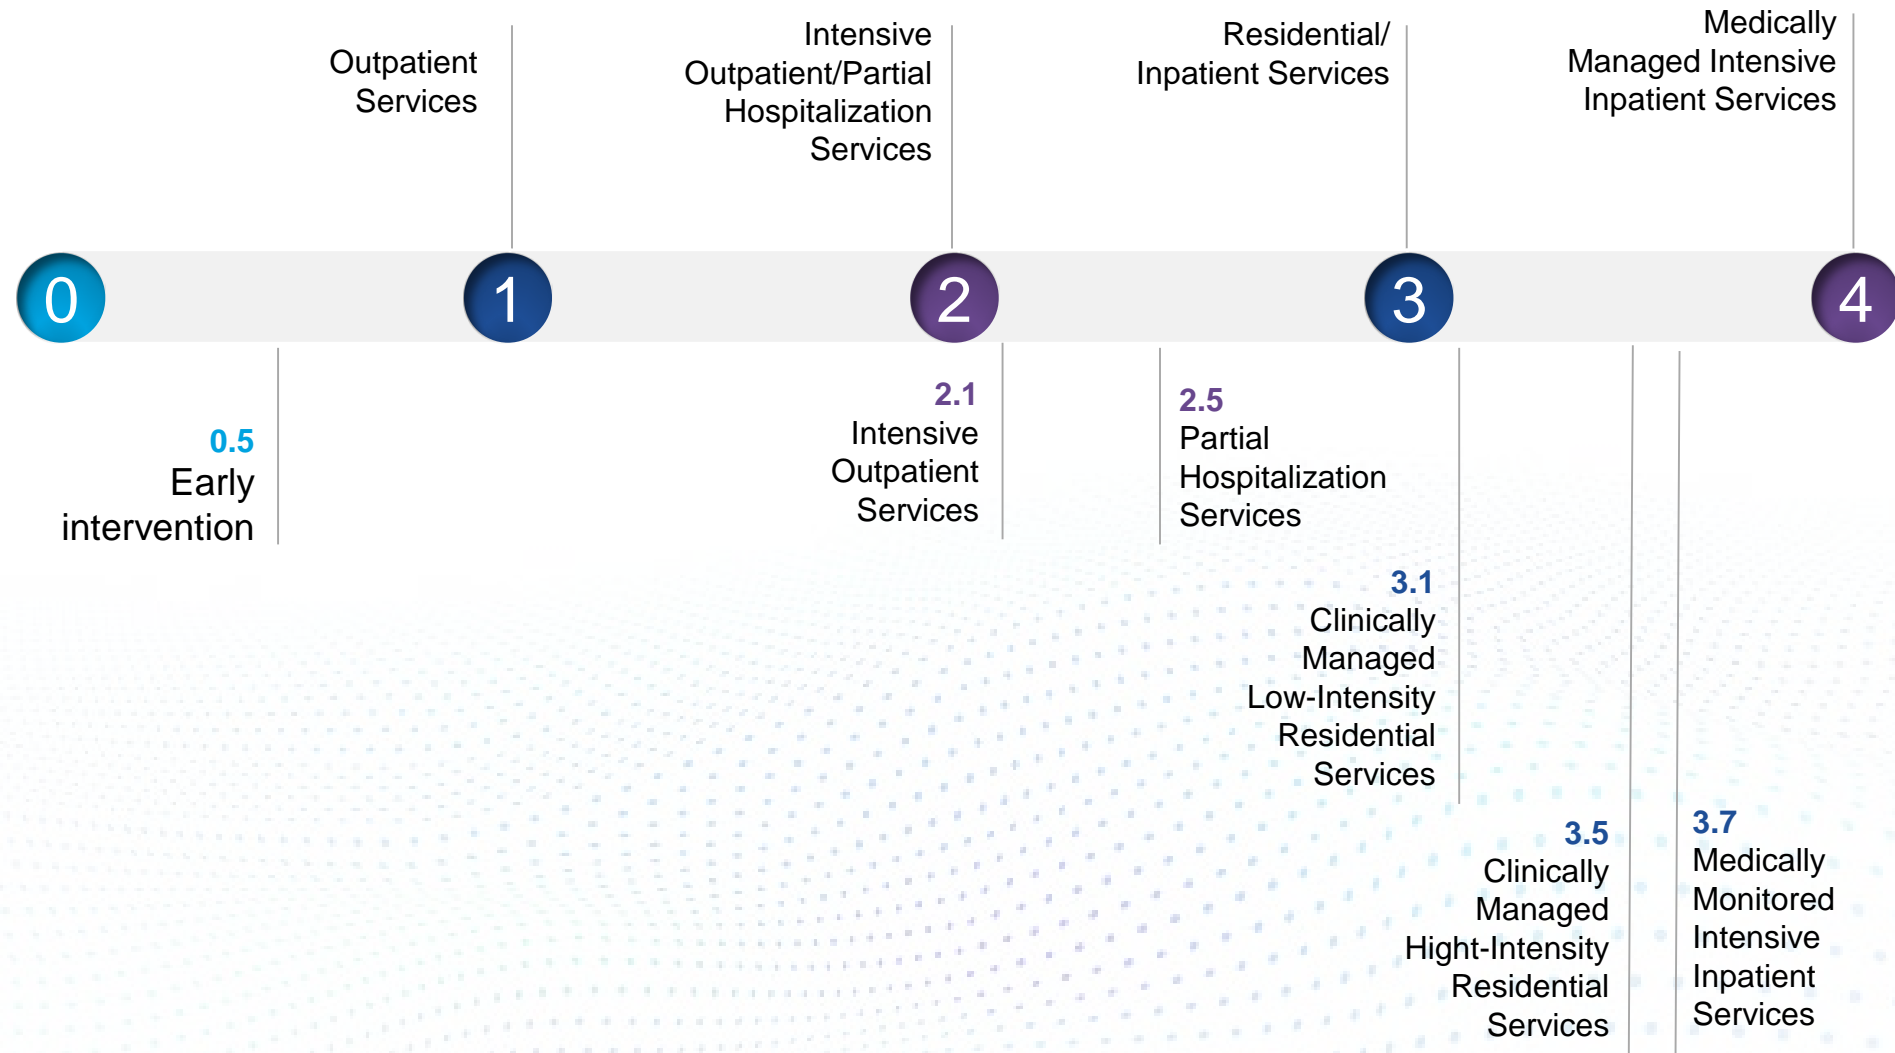 Outpatient
Services
Intensive
Outpatient/Partial
Hospitalization
Services
Residential/
Inpatient Services
Medically
Managed Intensive
Inpatient Services
0
1
2
3
4
0.5
Early
intervention
2.1
Intensive
Outpatient
Services
2.5
Partial
Hospitalization
Services
3.1
Clinically
Managed
Low-Intensity
Residential
Services
3.5
Clinically
Managed
Hight-Intensity
Residential
Services
3.7
Medically
Monitored
Intensive
Inpatient
Services